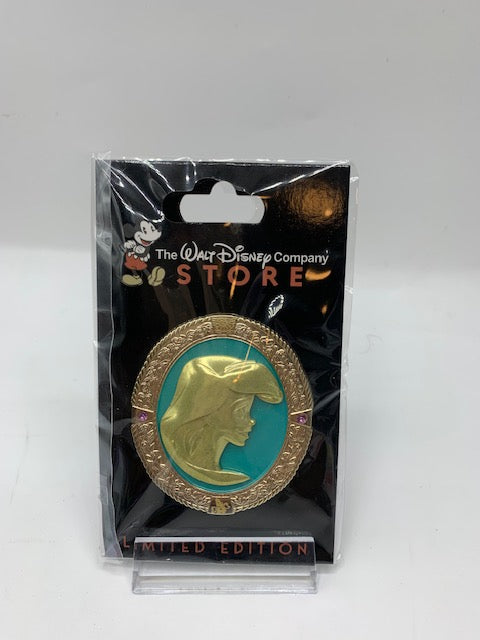 The Walt Disney Company
STORE
LIMITED EDITION